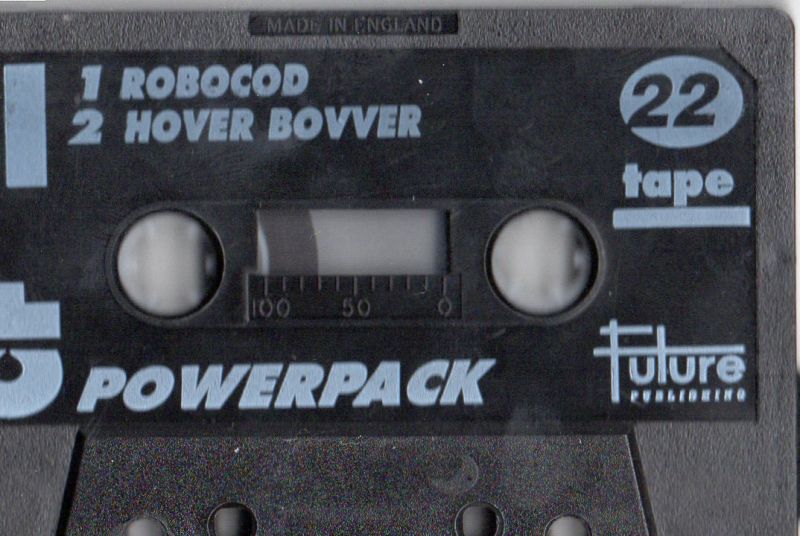 MADE IN ENGLAND
1 ROBOCOD
2 HOVER BOVVER
22
tape
100 50 0
POWERPACK
Future
PUBLISHING